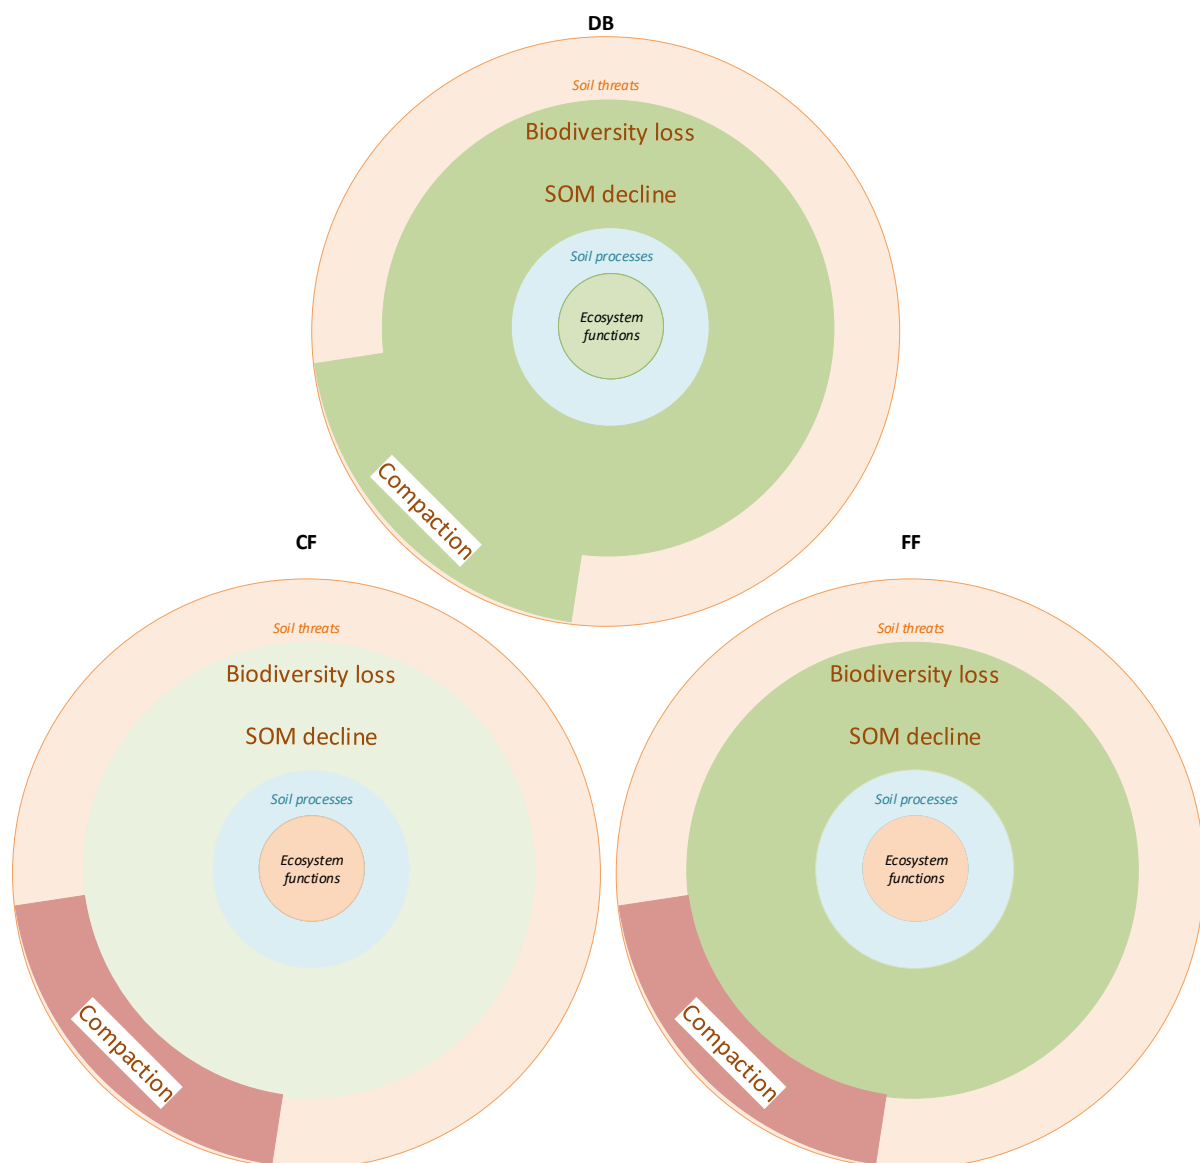 DB
Soil threats
Biodiversity loss
SOM decline
Soil processes
Ecosystem
functions
Compaction
CF
Soil threats
Biodiversity loss
SOM decline
Soil processes
Ecosystem
functions
Compaction
FF
Soil threats
Biodiversity loss
SOM decline
Soil processes
Ecosystem
functions
Compaction